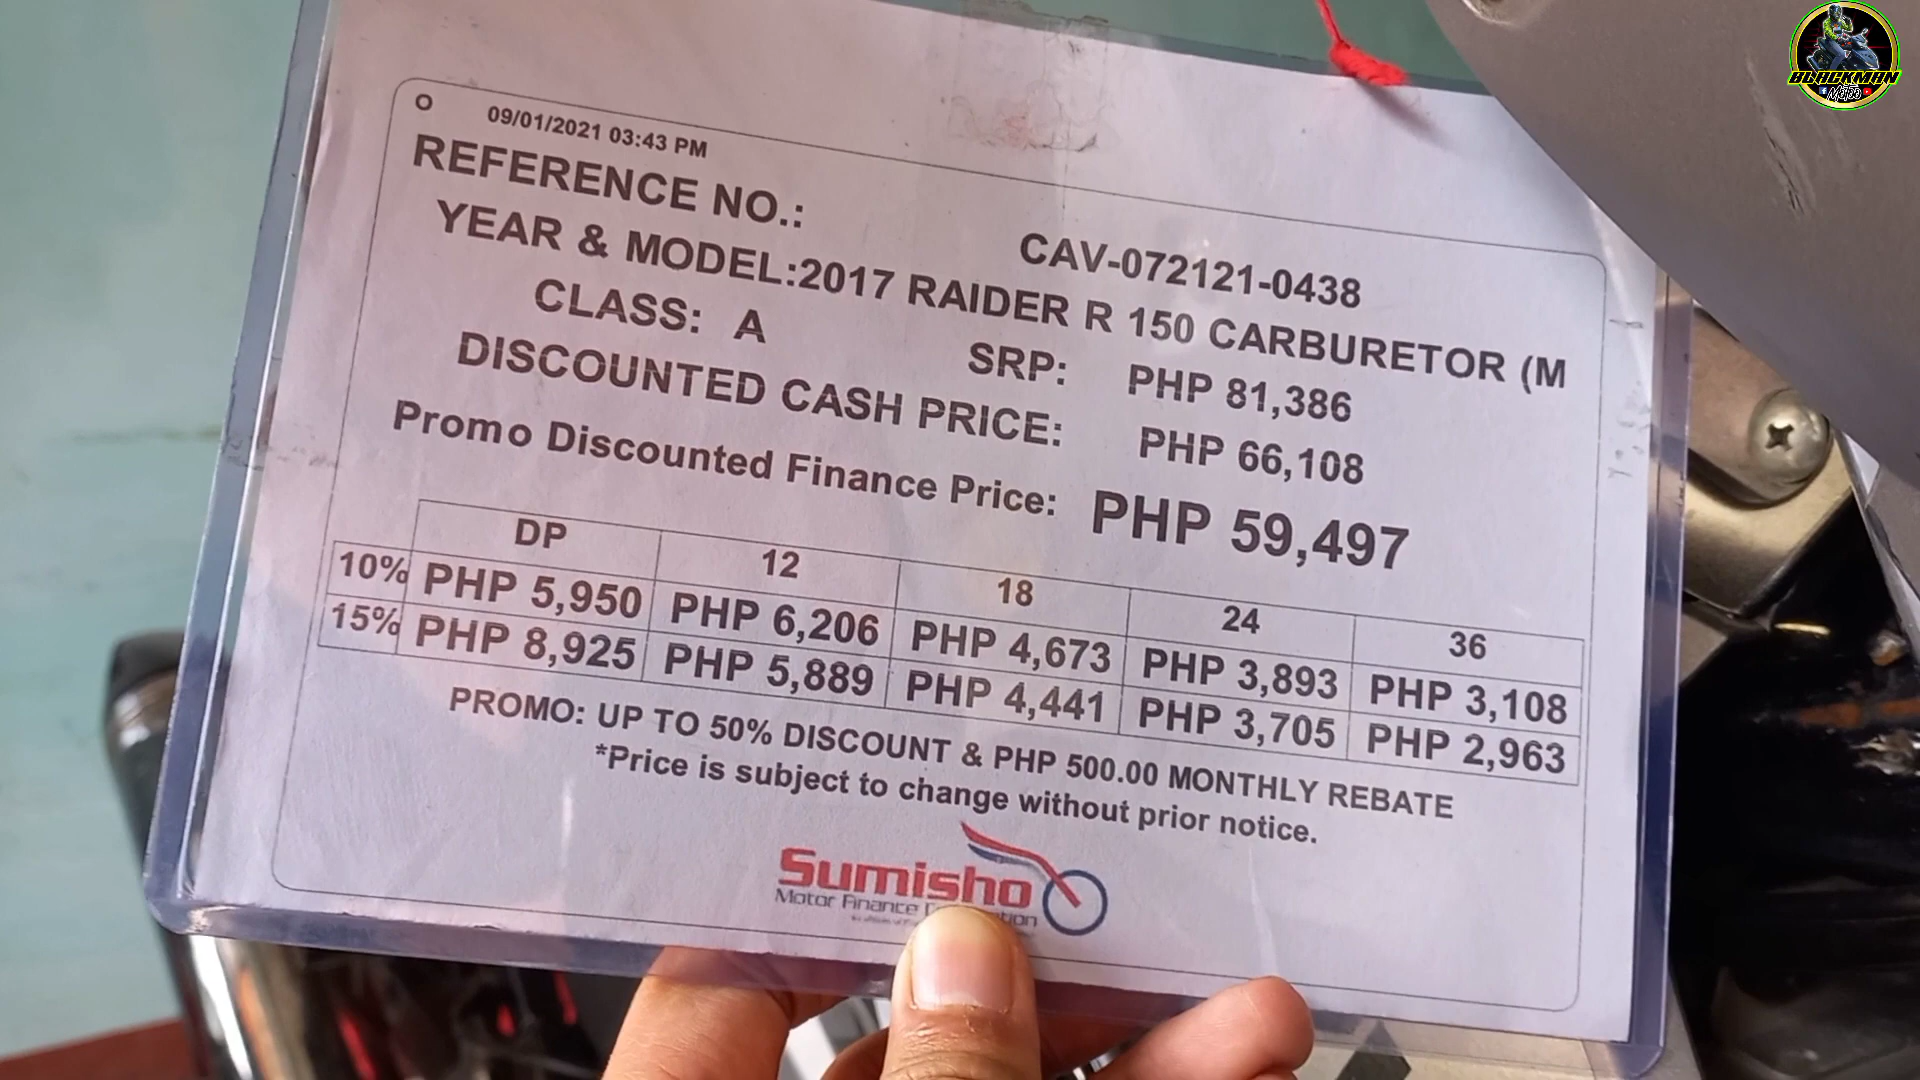 BLACKMAN
MOTO
O 09/01/2021 03:43 PM
REFERENCE NO.: CAV-072121-0438
YEAR & MODEL:2017 RAIDER R 150 CARBURETOR (M
CLASS: A SRP: PHP 81,386
DISCOUNTED CASH PRICE: PHP 66,108
Promo Discounted Finance Price: PHP 59,497
DP 12 18 24 36
10% PHP 5,950 PHP 6,206 PHP 4,673 PHP 3,893 PHP 3,108
15% PHP 8,925 PHP 5,889 PHP 4,441 PHP 3,705 PHP 2,963
PROMO: UP TO 50% DISCOUNT & PHP 500.00 MONTHLY REBATE
*Price is subject to change without prior notice.
Sumisho
Motor Finance